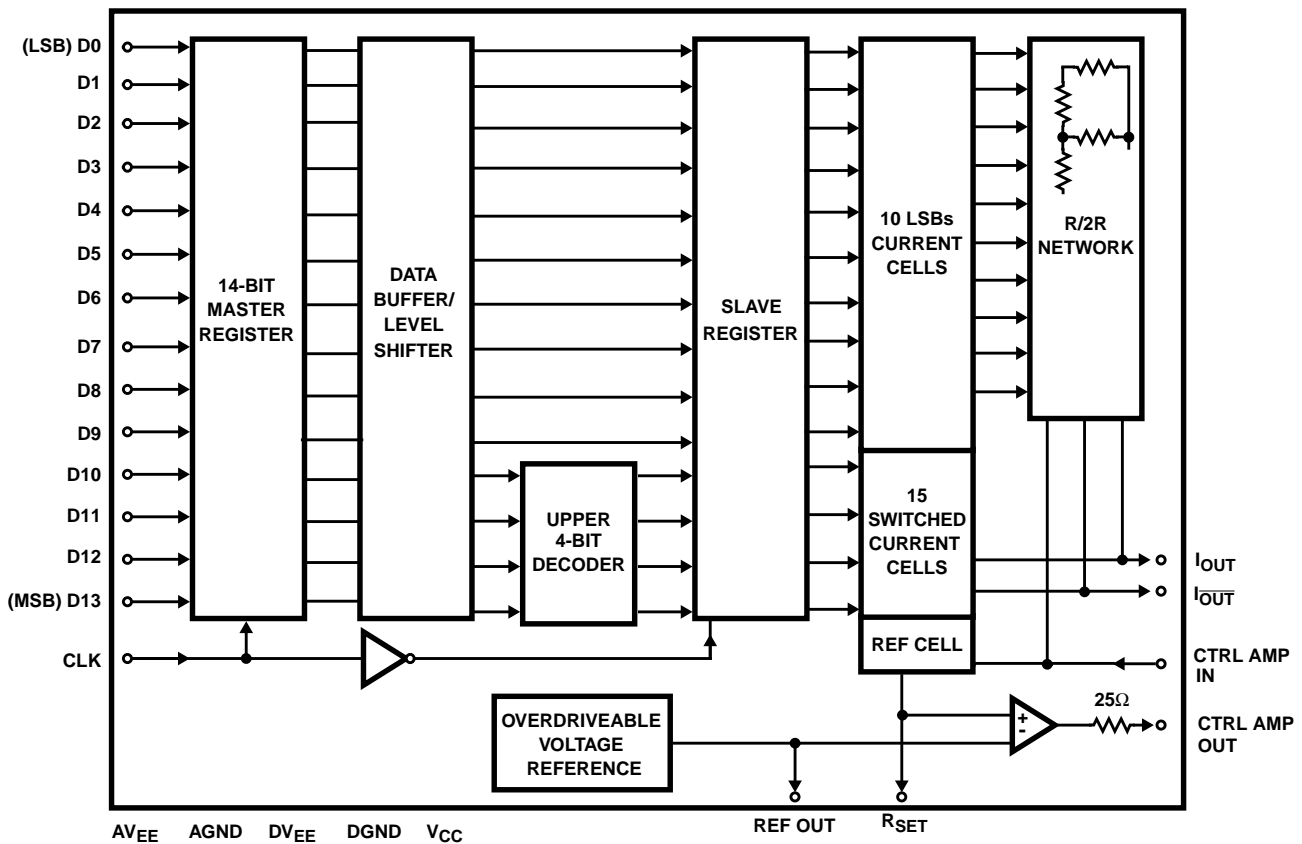 (LSB) D0
D1
D2
D3
D4
D5
D6
D7
D8
D9
D10
D11
D12
(MSB) D13
CLK
14-BIT
MASTER
REGISTER
DATA
BUFFER/
LEVEL
SHIFTER
UPPER
4-BIT
DECODER
SLAVE
REGISTER
10 LSBs
CURRENT
CELLS
15
SWITCHED
CURRENT
CELLS
REF CELL
R/2R
NETWORK
IOUT
IOUT
CTRL AMP
IN
25Ω
CTRL AMP
OUT
+
-
OVERDRIVEABLE
VOLTAGE
REFERENCE
REF OUT
RSET
AVEE AGND DVEE DGND VCC